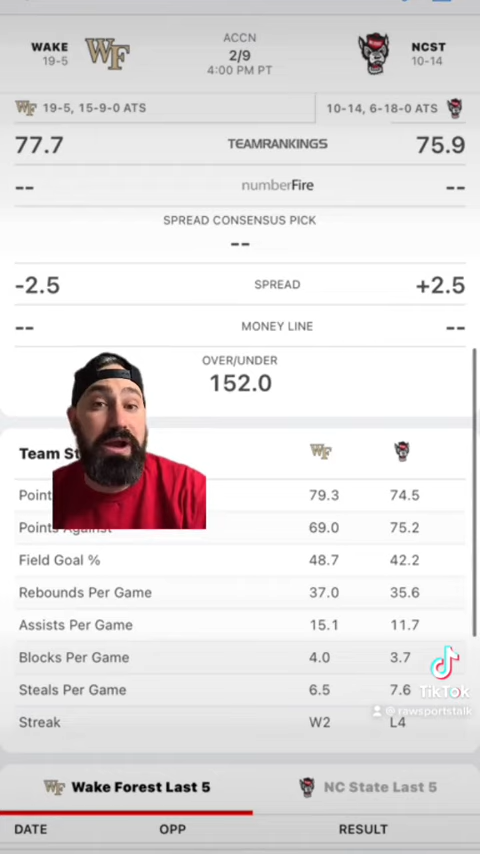 WAKE
19-5
ACCN
2/9
4:00 PM PT
NCST
10-14
19-5, 15-9-0 ATS
10-14, 6-18-0 ATS
77.7 TEAMRANKINGS 75.9
-- numberFire --
SPREAD CONSENSUS PICK
--
-2.5 SPREAD +2.5
-- MONEY LINE --
OVER/UNDER
152.0
Team St
Point 79.3 74.5
Points Against 69.0 75.2
Field Goal % 48.7 42.2
Rebounds Per Game 37.0 35.6
Assists Per Game 15.1 11.7
Blocks Per Game 4.0 3.7
Steals Per Game 6.5 7.6
Streak W2 L4
TikTok
@rawsportstalk
Wake Forest Last 5 NC State Last 5
DATE OPP RESULT